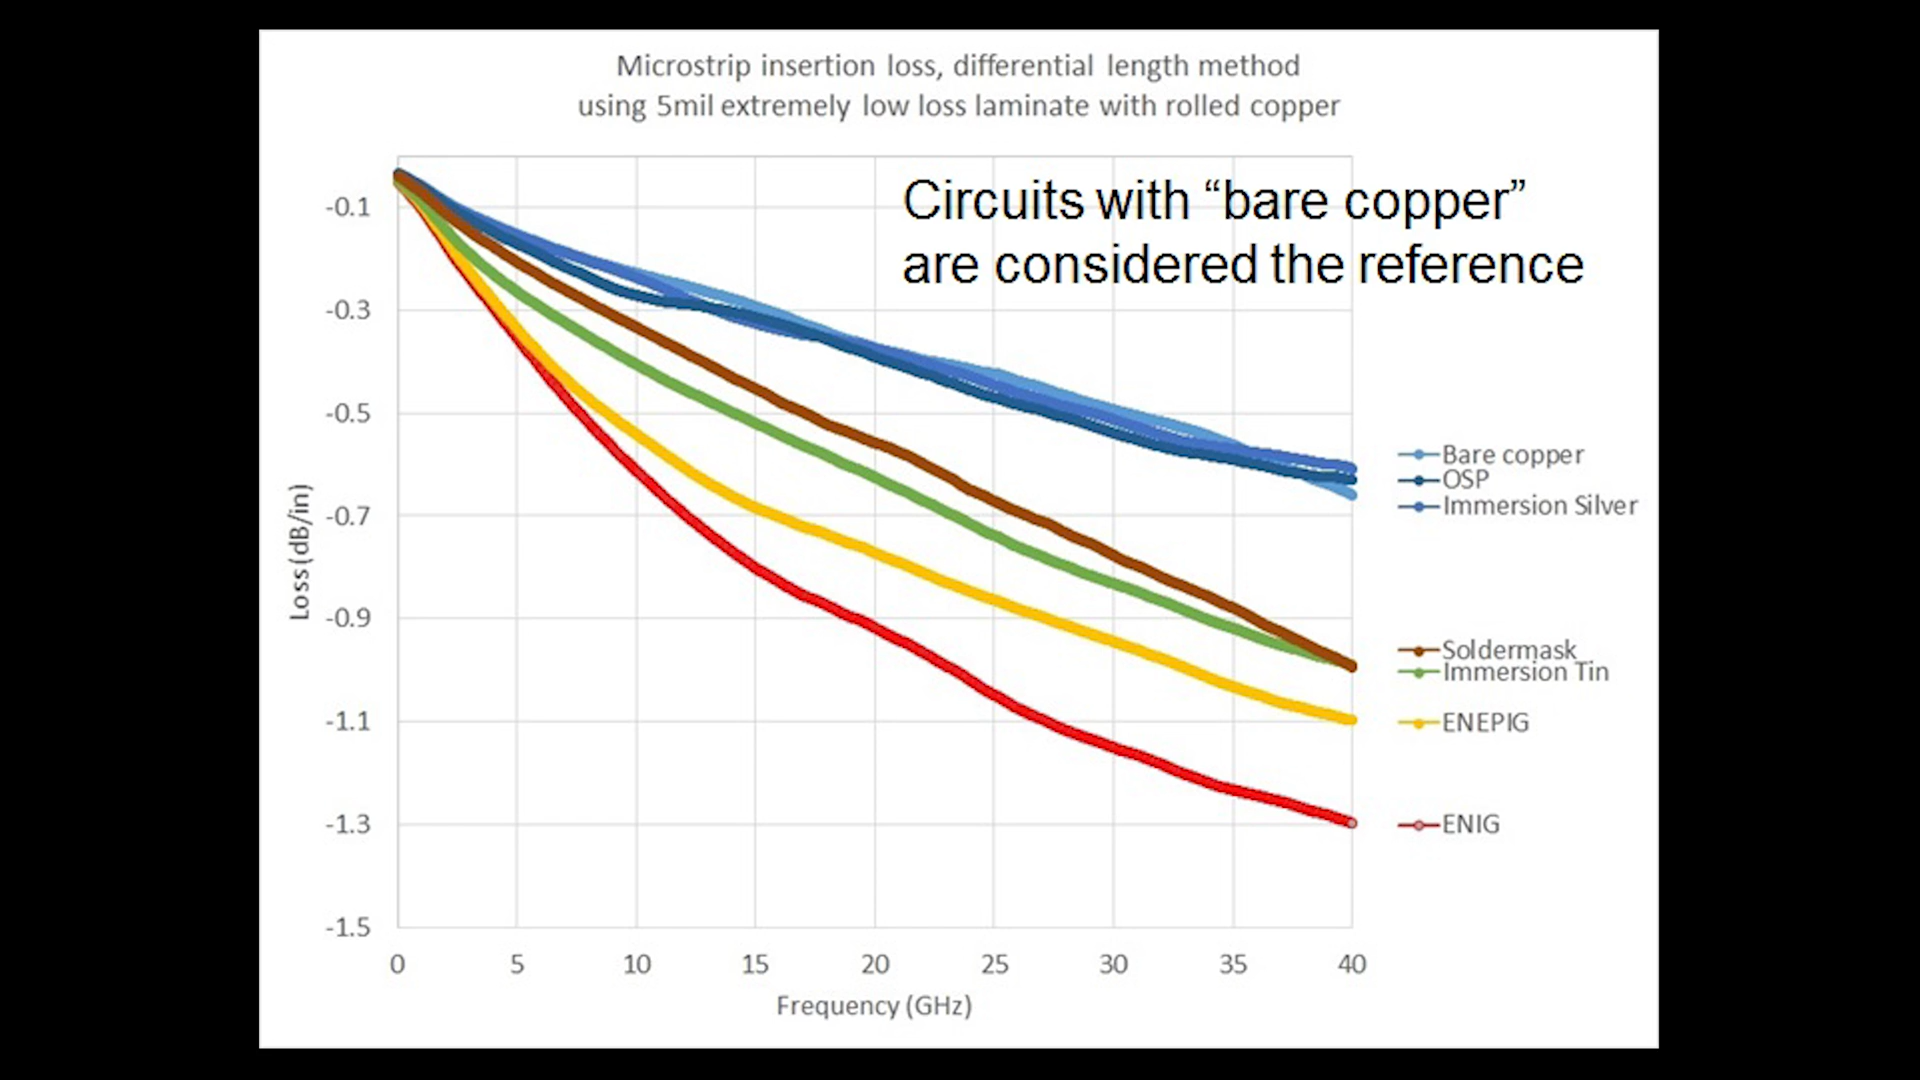 Microstrip insertion loss, differential length method
using 5mil extremely low loss laminate with rolled copper
Circuits with “bare copper”
are considered the reference
-0.1
-0.3
-0.5
-0.7
-0.9
-1.1
-1.3
-1.5
Loss (dB/in)
0 5 10 15 20 25 30 35 40
Frequency (GHz)
Bare copper
OSP
Immersion Silver
Soldermask
Immersion Tin
ENEPIG
ENIG